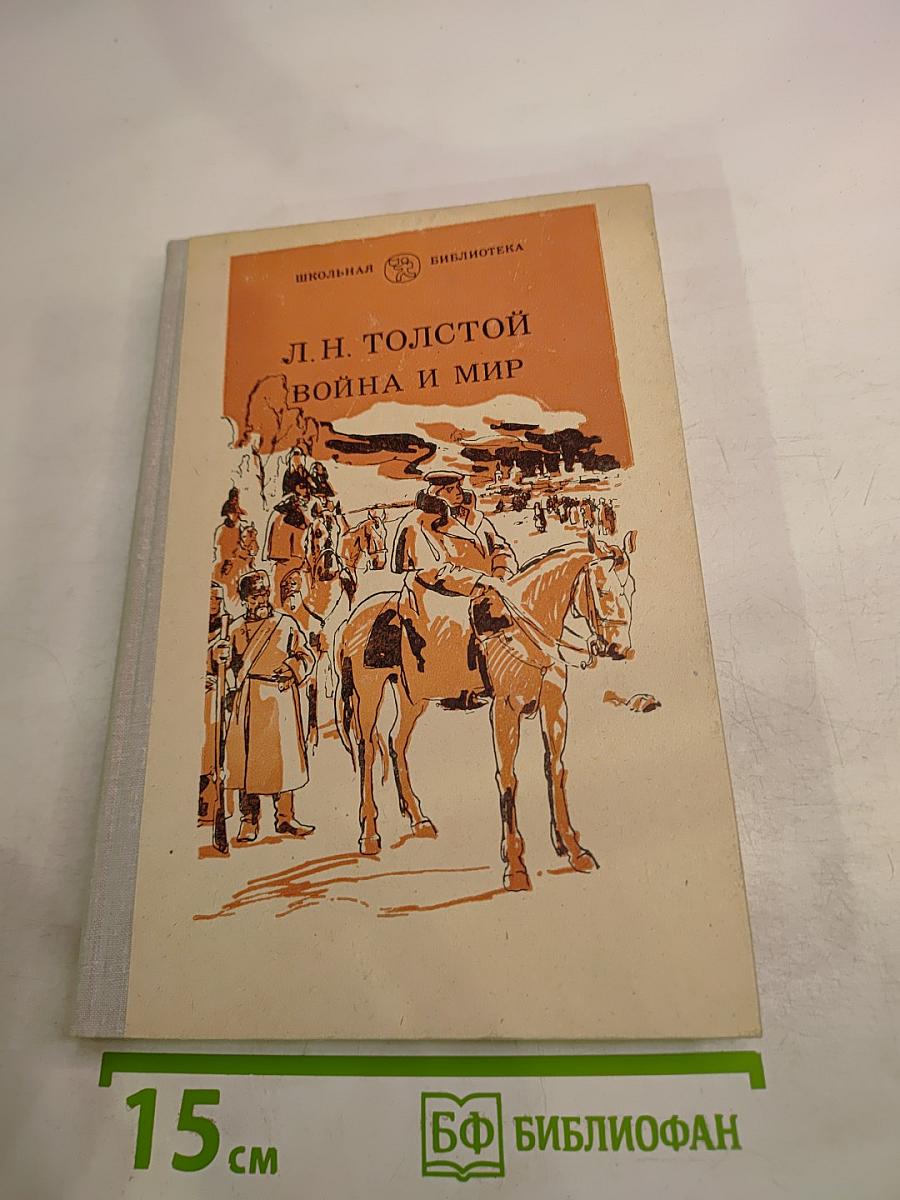 ШКОЛЬНАЯ БИБЛИОТЕКА
Л. Н. ТОЛСТОЙ
ВОЙНА И МИР
15 см
БФ БИБЛИОФАН